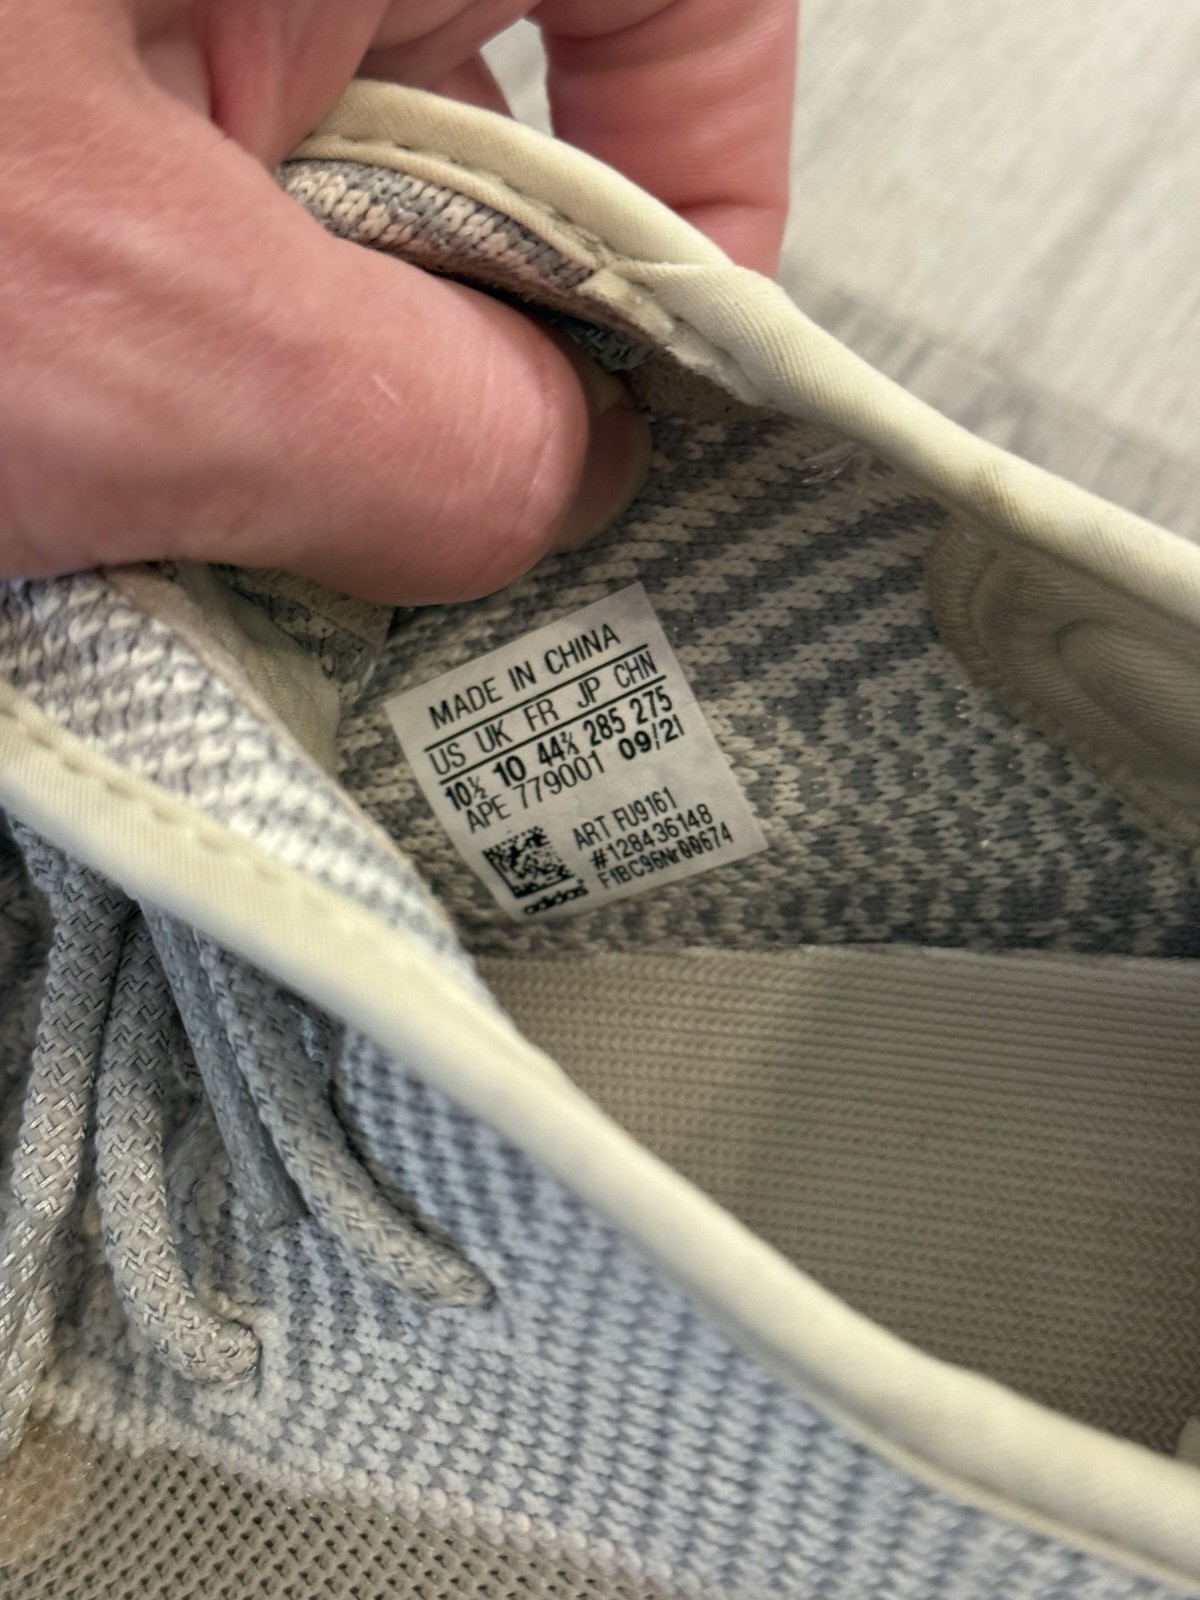 MADE IN CHINA
US UK FR JP CHN
10½ 10 44⅔ 285 275
APE 779001 09/21
ART FU9161
#128436148
F1BC96Nr00674
adidas